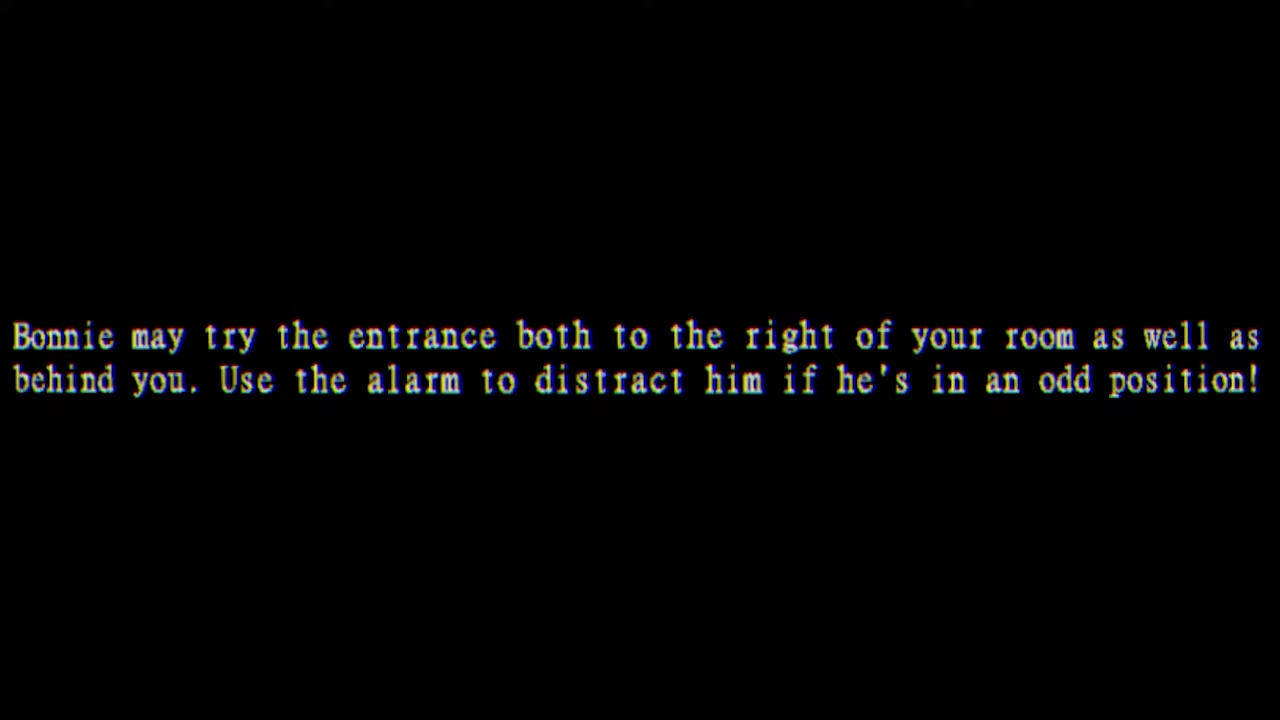 Bonnie may try the entrance both to the right of your room as well as
behind you. Use the alarm to distract him if he's in an odd position!